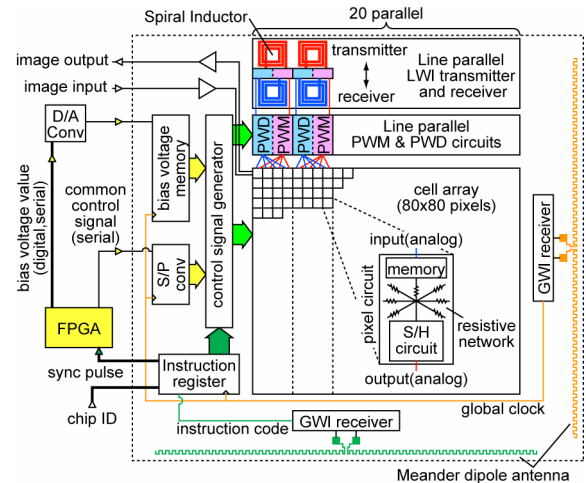 20 parallel
Spiral Inductor
image output
image input
transmitter
receiver
Line parallel
LWI transmitter
and receiver
D/A
Conv
bias voltage
memory
control signal generator
PWD
PWM
PWD
PWM
Line parallel
PWM & PWD circuits
bias voltage value
(digital,serial)
common
control
signal
(serial)
S/P
conv
cell array
(80x80 pixels)
input(analog)
memory
pixel circuit
S/H
circuit
resistive
network
output(analog)
GWI receiver
FPGA
sync pulse
Instruction
register
chip ID
instruction code
GWI receiver
global clock
Meander dipole antenna